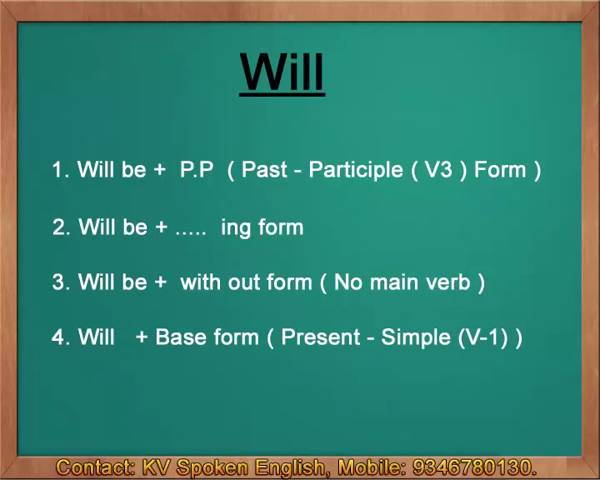 Will
1. Will be + P.P ( Past - Participle ( V3 ) Form )
2. Will be + ..... ing form
3. Will be + with out form ( No main verb )
4. Will + Base form ( Present - Simple (V-1) )
Contact: KV Spoken English, Mobile: 9346780130.